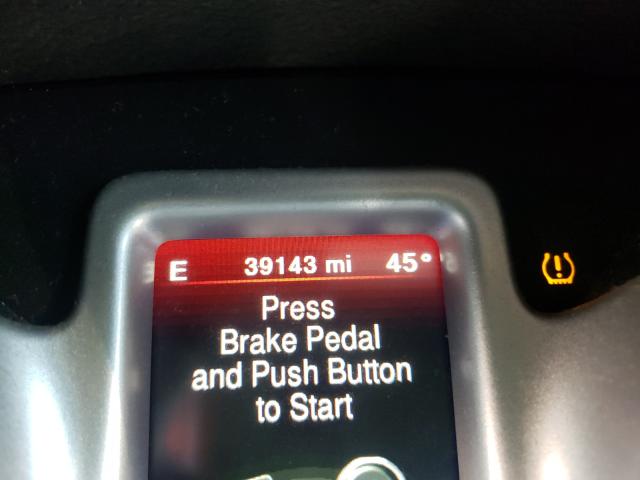 E 39143 mi 45°
Press
Brake Pedal
and Push Button
to Start